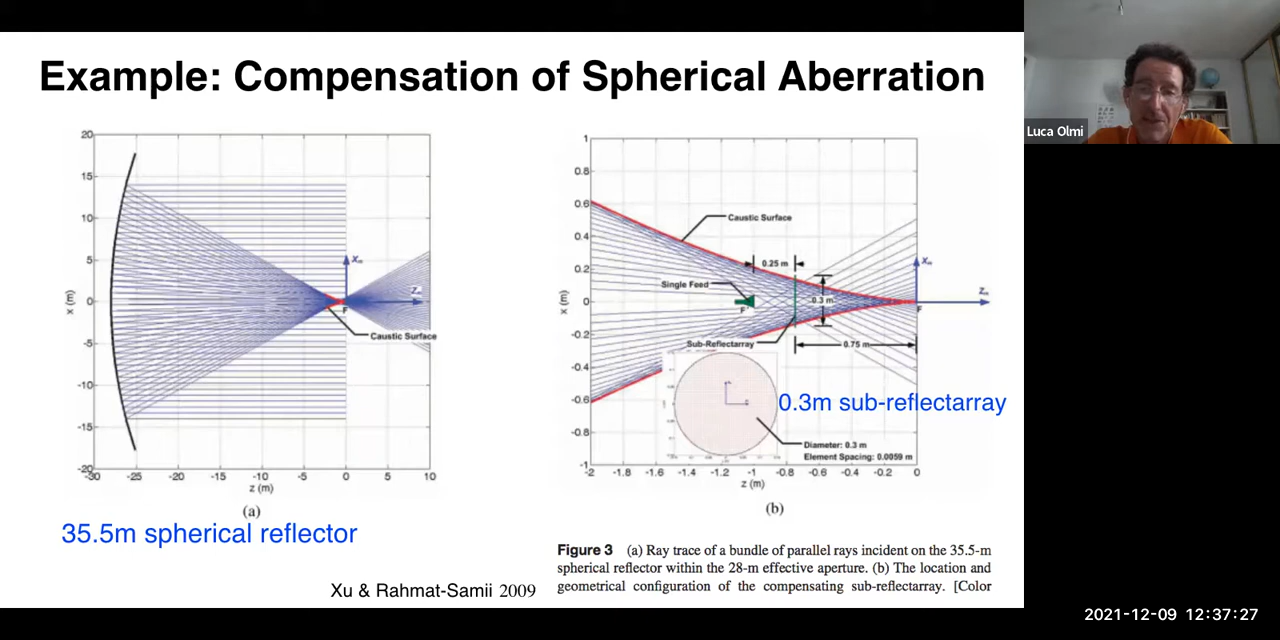 Example: Compensation of Spherical Aberration
Luca Olmi
20
15
10
5
0
-5
-10
-15
-20
x (m)
-30
-25
-20
-15
-10
-5
0
5
10
z (m)
F
Caustic Surface
(a)
35.5m spherical reflector
1
0.8
0.6
0.4
0.2
0
-0.2
-0.4
-0.6
-0.8
-1
x (m)
-2
-1.8
-1.6
-1.4
-1.2
-1
-0.8
-0.6
-0.4
-0.2
0
z (m)
Caustic Surface
0.25 m
Single Feed
0.3 m
F
Sub-Reflectarray
0.75 m
0.3m sub-reflectarray
Diameter: 0.3 m
Element Spacing: 0.0059 m
(b)
Figure 3 (a) Ray trace of a bundle of parallel rays incident on the 35.5-m
spherical reflector within the 28-m effective aperture. (b) The location and
geometrical configuration of the compensating sub-reflectarray. [Color
Xu & Rahmat-Samii 2009
2021-12-09 12:37:27